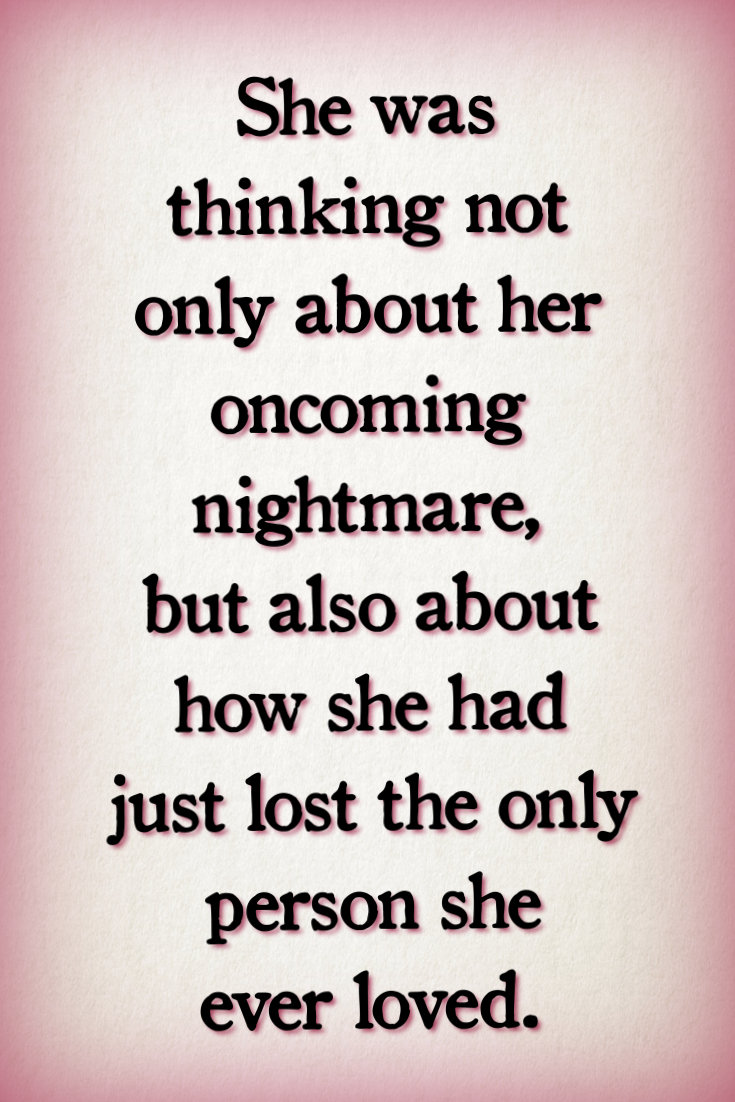 She was
thinking not
only about her
oncoming
nightmare,
but also about
how she had
just lost the only
person she
ever loved.